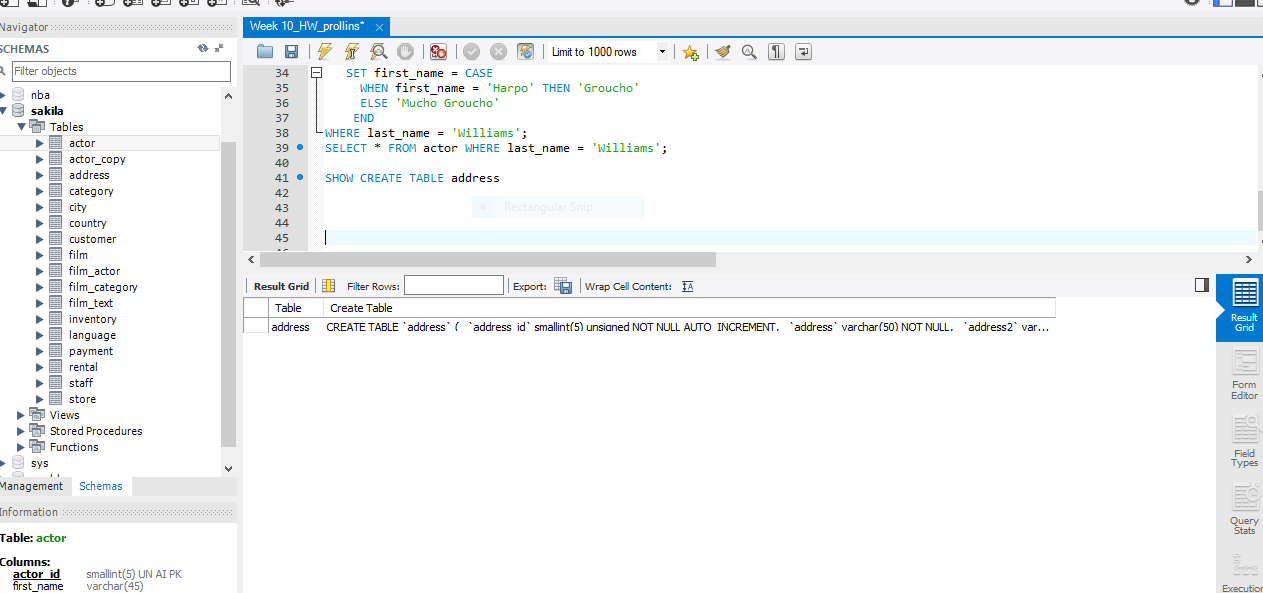 Week 10_HW_prollins*
Navigator
SCHEMAS
Filter objects
nba
sakila
Tables
actor
actor_copy
address
category
city
country
customer
film
film_actor
film_category
film_text
inventory
language
payment
rental
staff
store
Views
Stored Procedures
Functions
sys
Management Schemas
Information
Table: actor
Columns:
actor_id smallint(5) UN AI PK
first_name varchar(45)
Limit to 1000 rows
34 SET first_name = CASE
35 WHEN first_name = 'Harpo' THEN 'Groucho'
36 ELSE 'Mucho Groucho'
37 END
38 WHERE last_name = 'Williams';
39 SELECT * FROM actor WHERE last_name = 'Williams';
40
41 SHOW CREATE TABLE address
42
43
Rectangular Snip
44
45
Result Grid Filter Rows: Export: Wrap Cell Content:
Table Create Table
address CREATE TABLE `address` ( `address_id` smallint(5) unsigned NOT NULL AUTO_INCREMENT, `address` varchar(50) NOT NULL, `address2` var...
Result
Grid
Form
Editor
Field
Types
Query
Stats